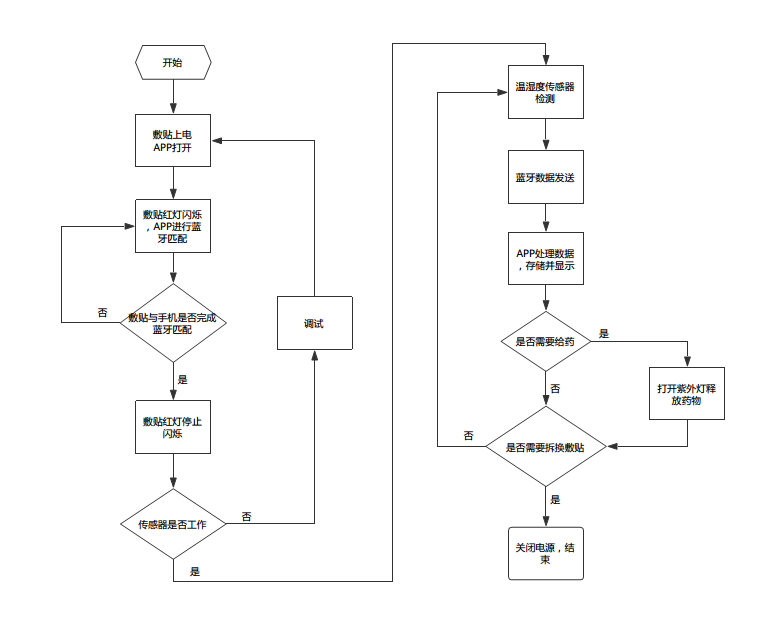 开始
敷贴上电
APP打开
敷贴红灯闪烁
，APP进行蓝
牙匹配
否
敷贴与手机是否完成
蓝牙匹配
是
敷贴红灯停止
闪烁
传感器是否工作
否
是
调试
温湿度传感器
检测
蓝牙数据发送
APP处理数据
，存储并显示
是否需要给药
是
否
打开紫外灯释
放药物
是否需要拆换敷贴
否
是
关闭电源，结
束